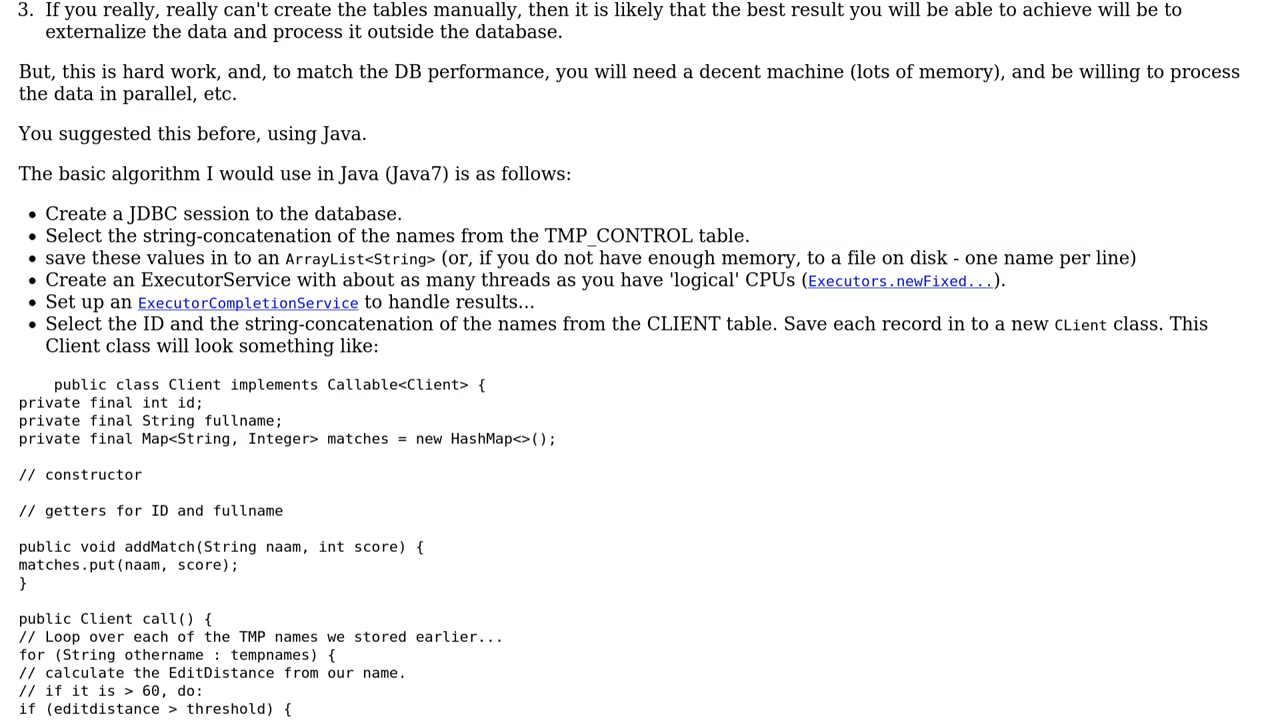 3. If you really, really can't create the tables manually, then it is likely that the best result you will be able to achieve will be to
externalize the data and process it outside the database.
But, this is hard work, and, to match the DB performance, you will need a decent machine (lots of memory), and be willing to process
the data in parallel, etc.
You suggested this before, using Java.
The basic algorithm I would use in Java (Java7) is as follows:
• Create a JDBC session to the database.
• Select the string-concatenation of the names from the TMP_CONTROL table.
• save these values in to an ArrayList<String> (or, if you do not have enough memory, to a file on disk - one name per line)
• Create an ExecutorService with about as many threads as you have 'logical' CPUs (Executors.newFixed...).
• Set up an ExecutorCompletionService to handle results...
• Select the ID and the string-concatenation of the names from the CLIENT table. Save each record in to a new CLient class. This
Client class will look something like:
public class Client implements Callable<Client> {
private final int id;
private final String fullname;
private final Map<String, Integer> matches = new HashMap<>();
// constructor
// getters for ID and fullname
public void addMatch(String naam, int score) {
matches.put(naam, score);
}
public Client call() {
// Loop over each of the TMP names we stored earlier...
for (String othername : tempnames) {
// calculate the EditDistance from our name.
// if it is > 60, do:
if (editdistance > threshold) {